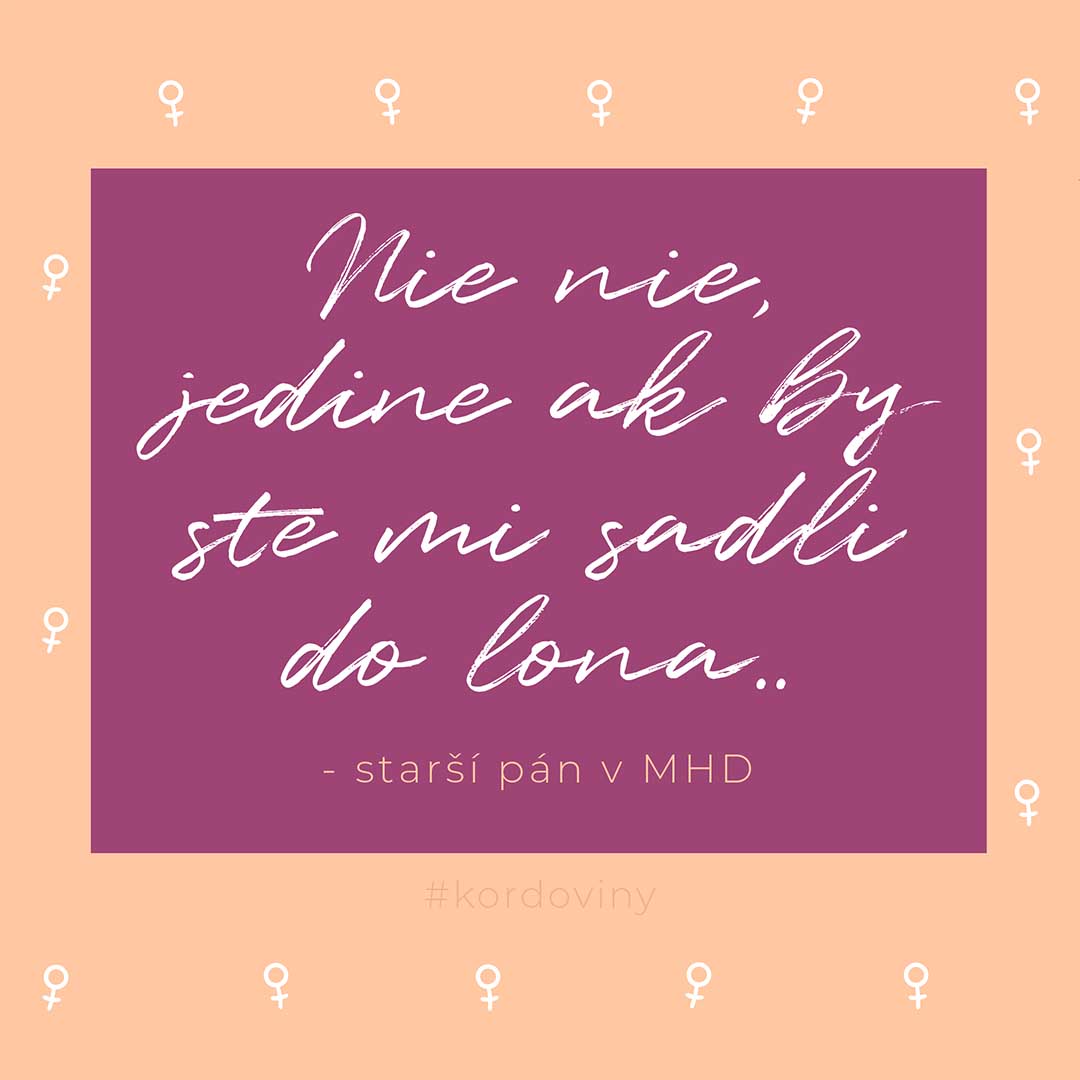 Nie nie,
jedine ak by
ste mi sadli
do lona..
- starší pán v MHD
#kordoviny